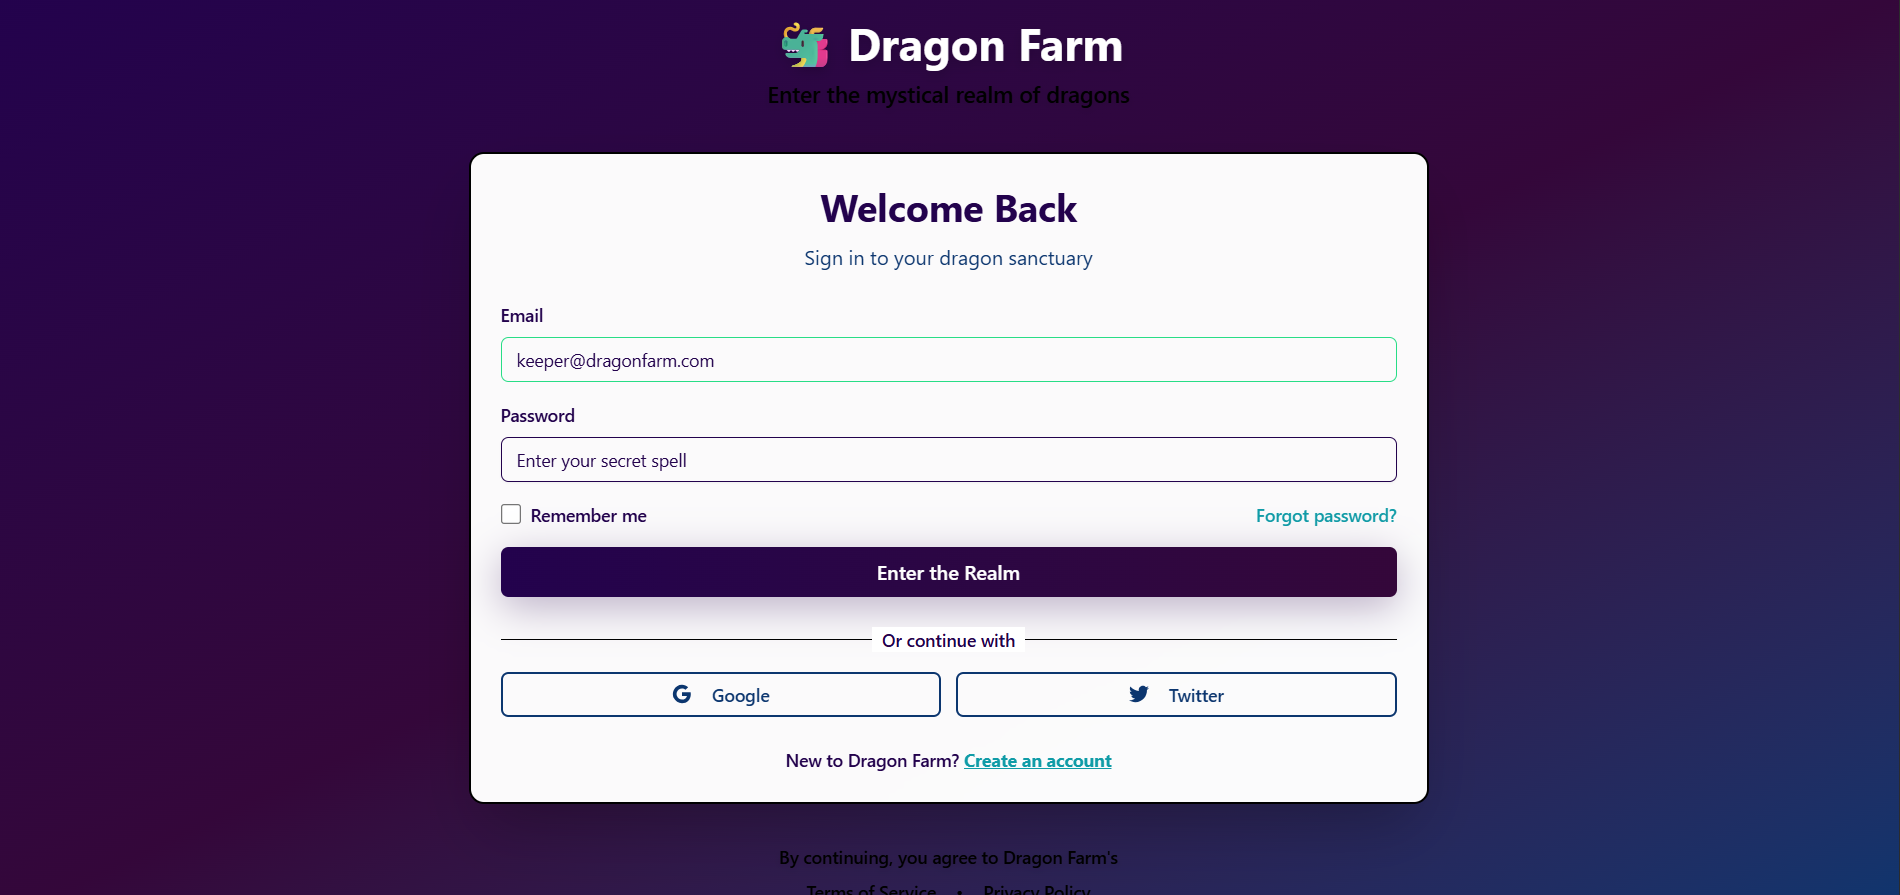 Dragon Farm
Enter the mystical realm of dragons
Welcome Back
Sign in to your dragon sanctuary
Email
keeper@dragonfarm.com
Password
Enter your secret spell
Remember me
Forgot password?
Enter the Realm
Or continue with
Google
Twitter
New to Dragon Farm? Create an account
By continuing, you agree to Dragon Farm's
Terms of Service • Privacy Policy